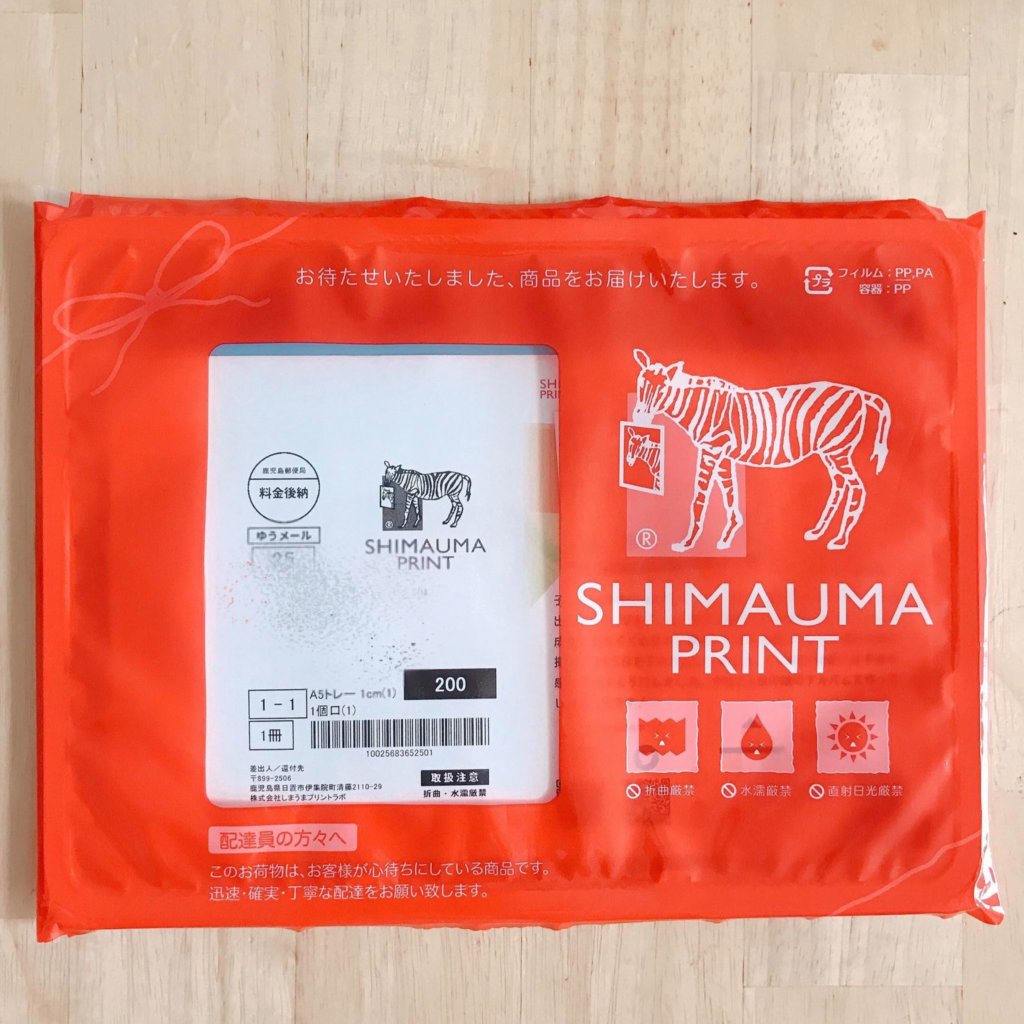 お待たせいたしました、商品をお届けいたします。
プラ
フィルム：PP,PA
容器：PP
鹿児島郵便局
料金後納
ゆうメール
®
SHIMAUMA
PRINT
SHI
PRI
1-1
A5トレー 1cm(1)
200
1個口(1)
1冊
10025683652501
差出人／還付先
〒899-2506
鹿児島県日置市伊集院町清藤2110-29
株式会社しまうまプリントラボ
取扱注意
折曲・水濡厳禁
®
SHIMAUMA
PRINT
折曲厳禁
水濡厳禁
直射日光厳禁
配達員の方々へ
このお荷物は、お客様が心待ちにしている商品です。
迅速・確実・丁寧な配達をお願い致します。